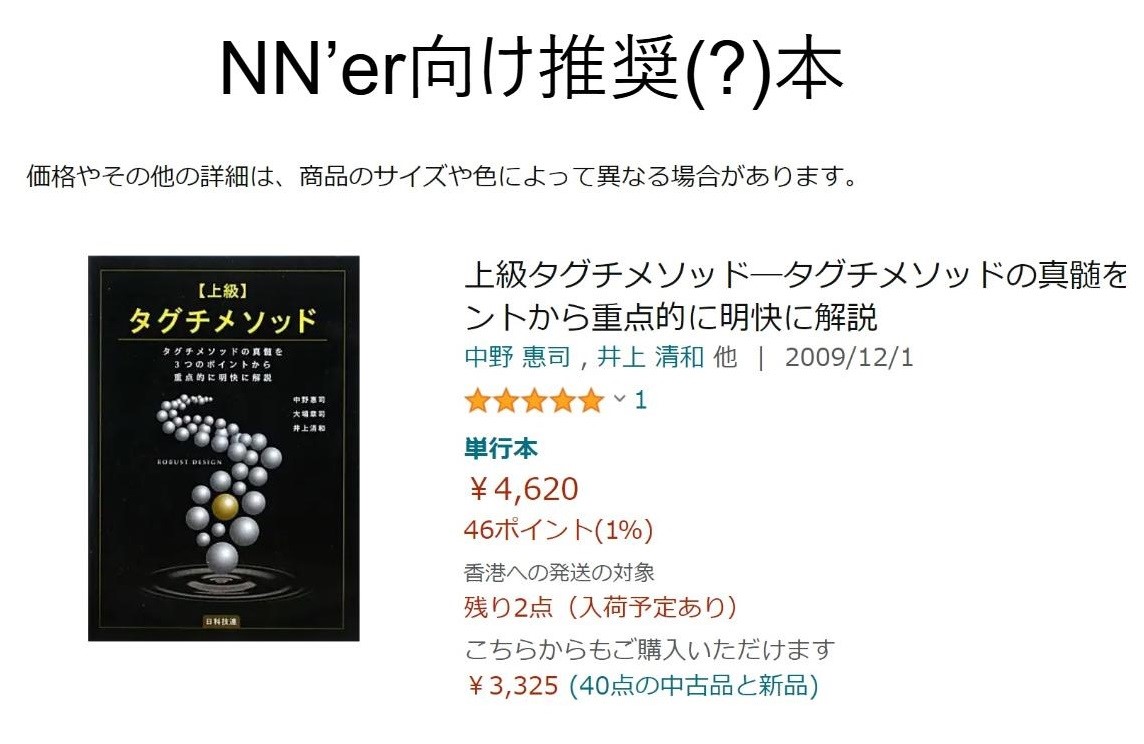 NN’er向け推奨(?)本
価格やその他の詳細は、商品のサイズや色によって異なる場合があります。
【上級】
タグチメソッド
タグチメソッドの真髄を
3つのポイントから
重点的に明快に解説
中野惠司
大場章司
井上清和
ROBUST DESIGN
日科技連
上級タグチメソッド―タグチメソッドの真髄を
ントから重点的に明快に解説
中野 惠司 , 井上 清和 他 | 2009/12/1
1
単行本
￥4,620
46ポイント(1%)
香港への発送の対象
残り2点（入荷予定あり）
こちらからもご購入いただけます
￥3,325 (40点の中古品と新品)